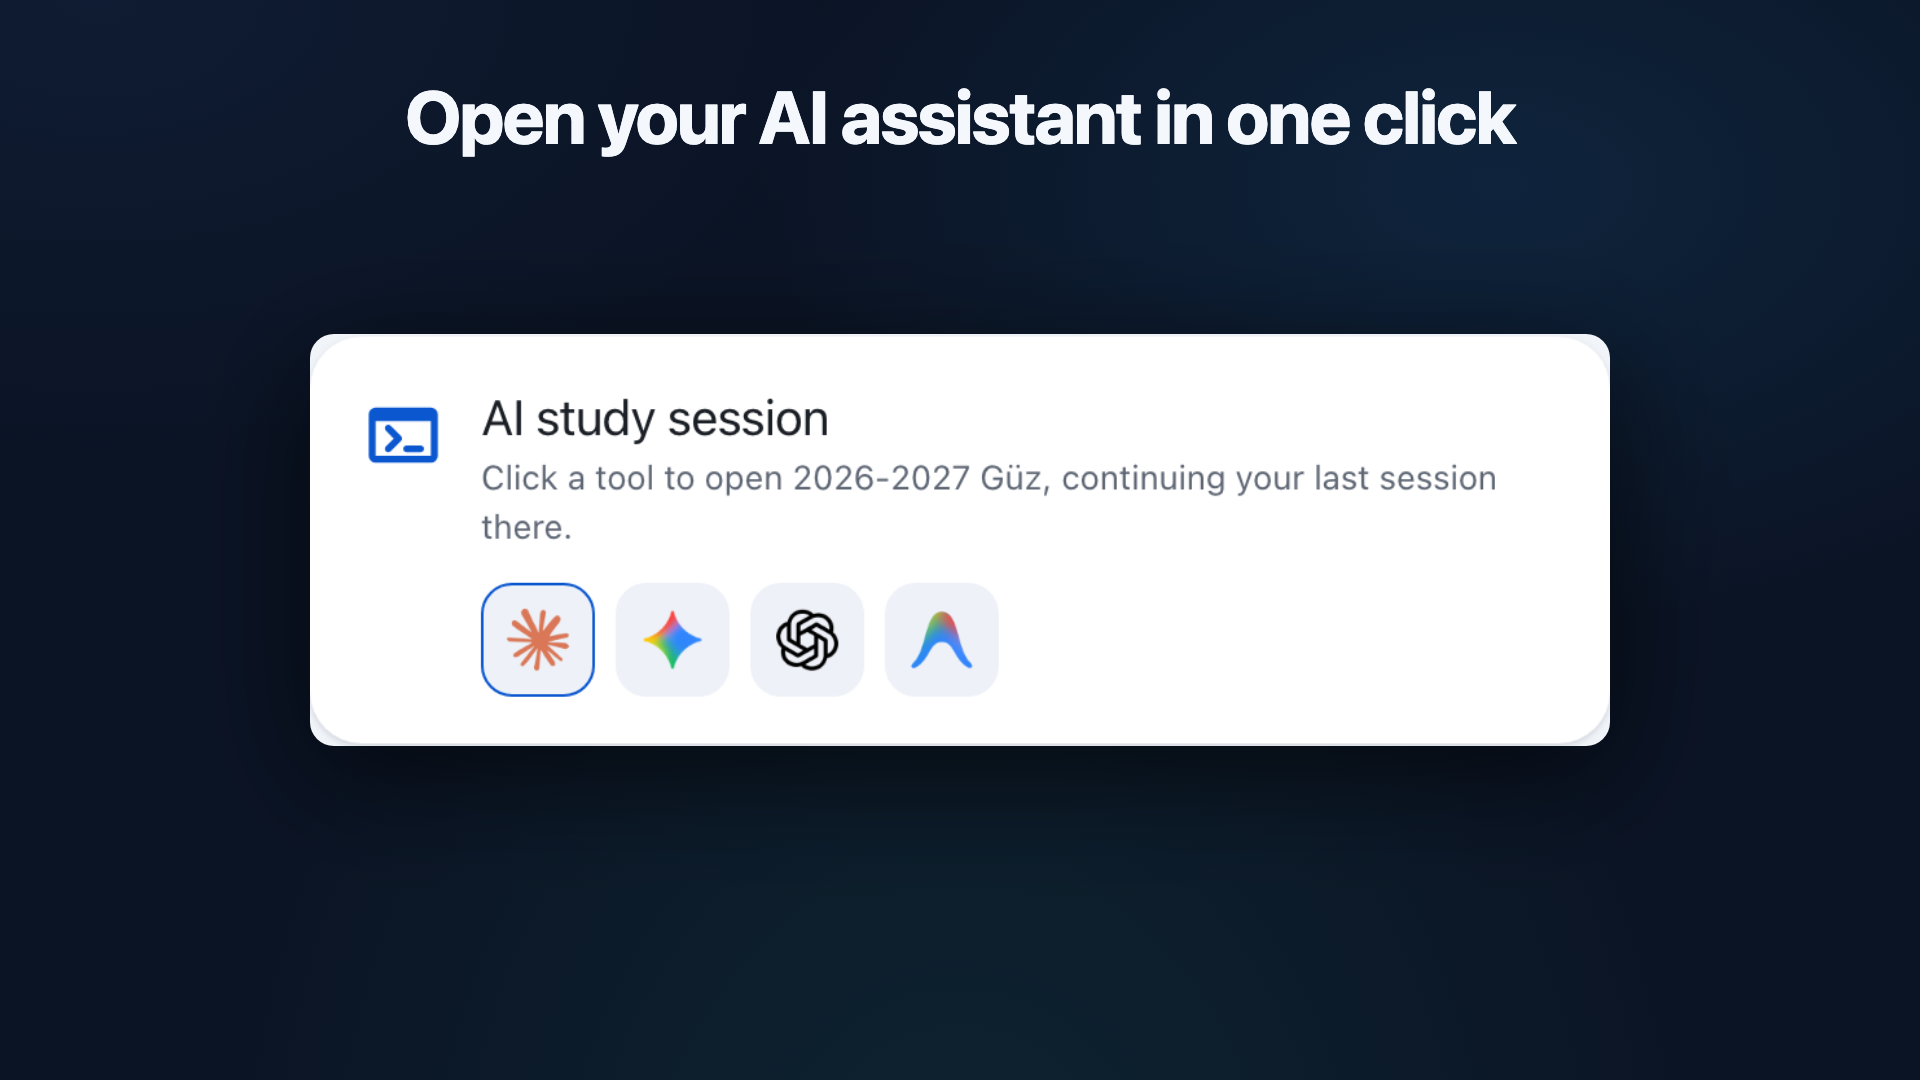 Open your AI assistant in one click
AI study session
Click a tool to open 2026-2027 Güz, continuing your last session
there.